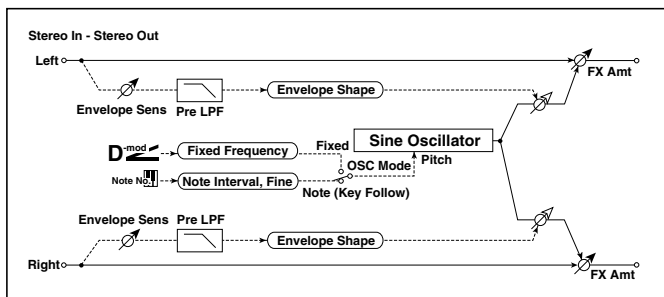 Stereo In - Stereo Out
Left
FX Amt
Envelope Sens
Pre LPF
Envelope Shape
D-mod
Fixed Frequency
Fixed
Sine Oscillator
OSC Mode
Pitch
Note No.
Note Interval, Fine
Note (Key Follow)
Envelope Sens
Pre LPF
Envelope Shape
Right
FX Amt